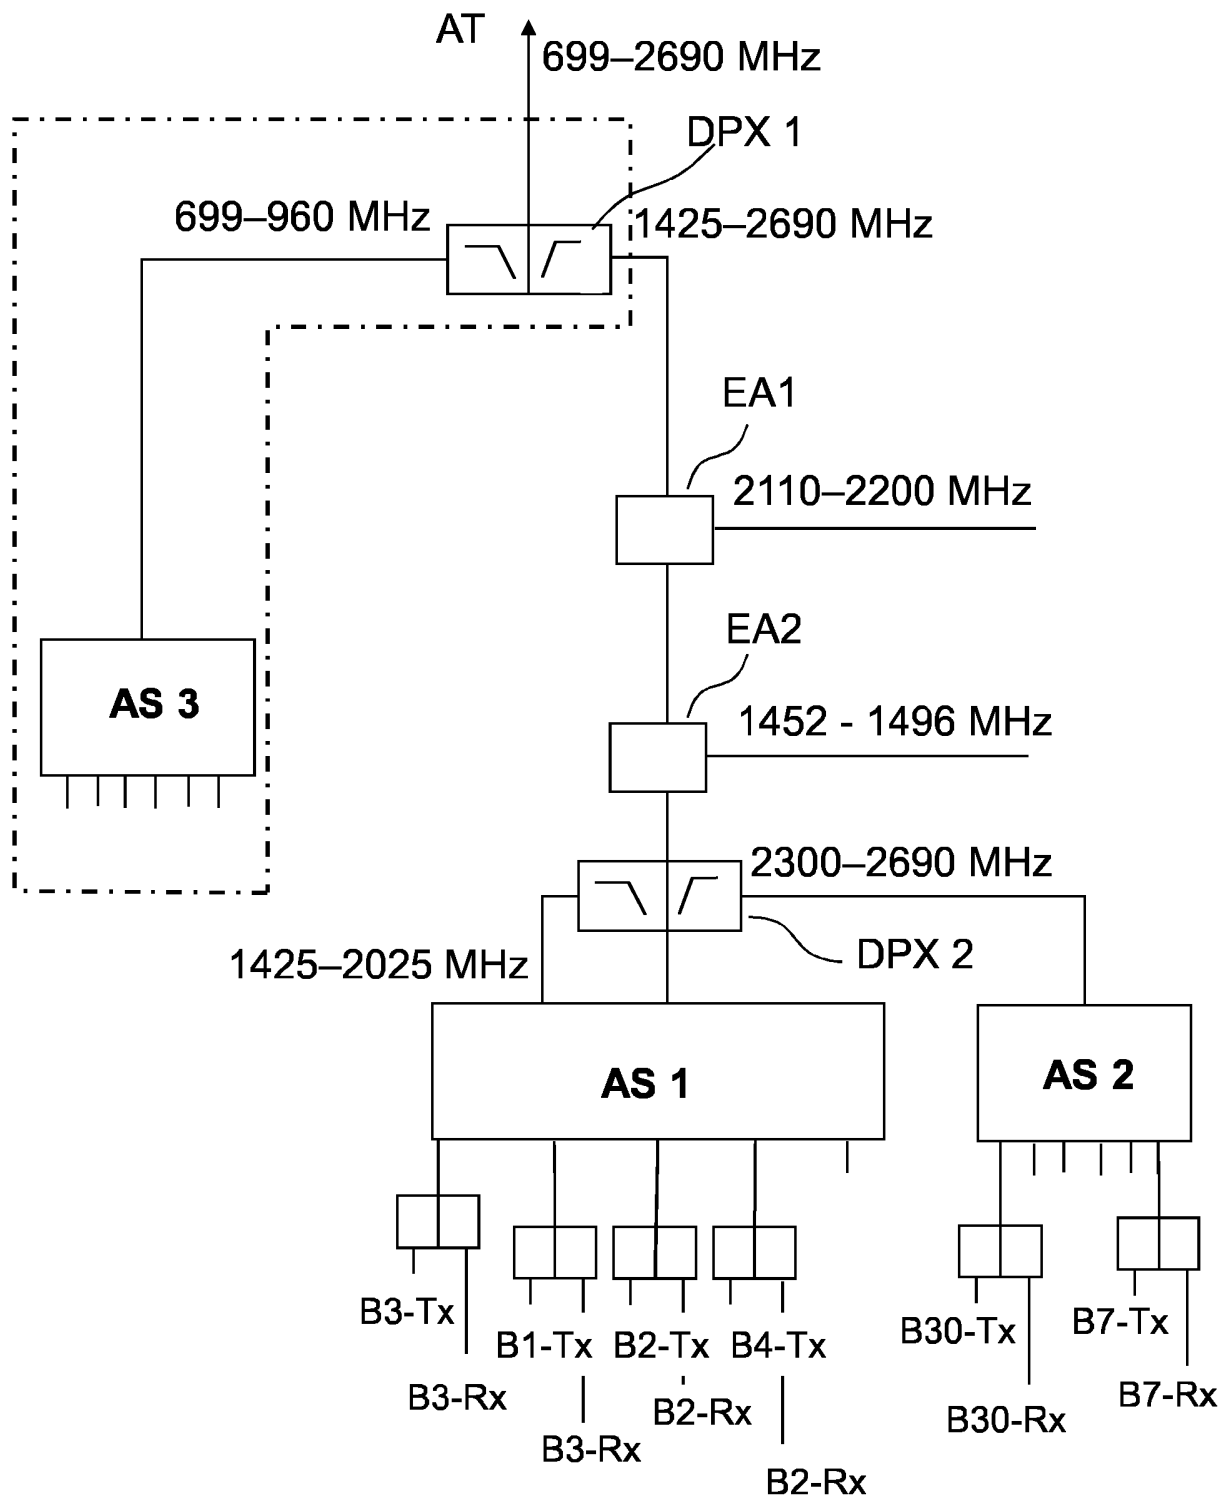 AT
699–2690 MHz
DPX 1
699–960 MHz
1425–2690 MHz
EA1
2110–2200 MHz
EA2
AS 3
1452 - 1496 MHz
2300–2690 MHz
DPX 2
1425–2025 MHz
AS 1
AS 2
B3-Tx
B1-Tx
B2-Tx
B4-Tx
B30-Tx
B7-Tx
B3-Rx
B2-Rx
B3-Rx
B2-Rx
B30-Rx
B7-Rx